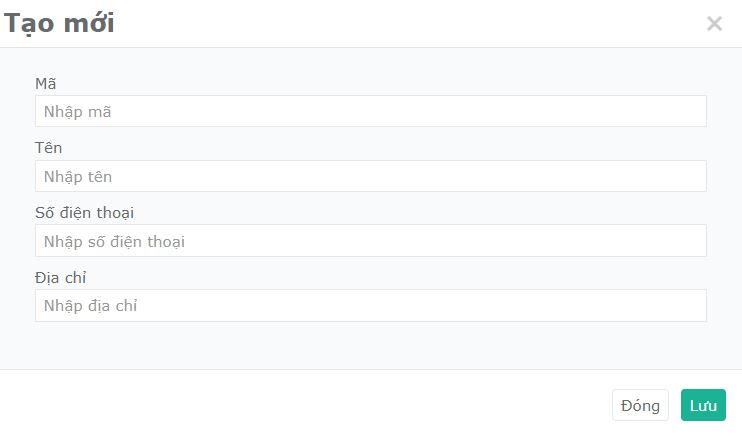 Tạo mới
×
Mã
Nhập mã
Tên
Nhập tên
Số điện thoại
Nhập số điện thoại
Địa chỉ
Nhập địa chỉ
Đóng Lưu